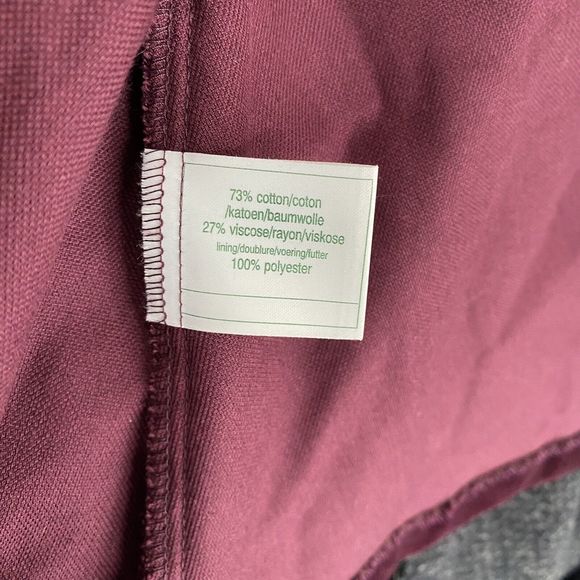 73% cotton/coton
/katoen/baumwolle
27% viscose/rayon/viskose
lining/doublure/voering/futter
100% polyester